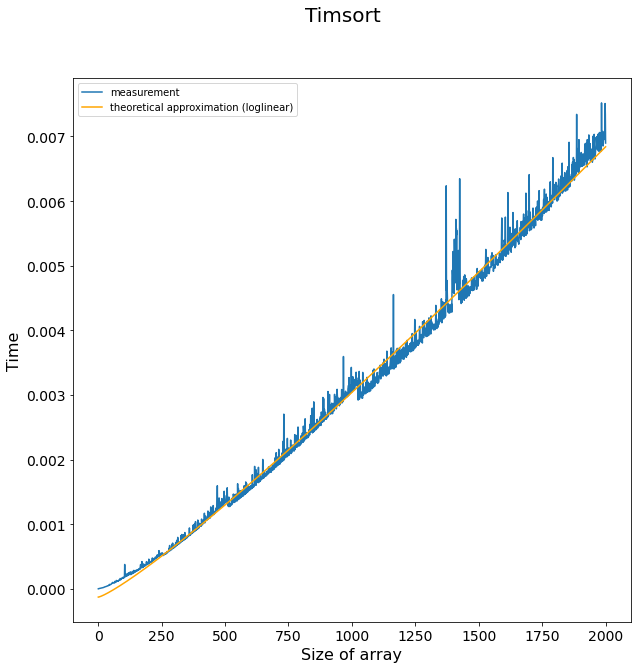 Timsort
measurement
theoretical approximation (loglinear)
0.007
0.006
0.005
0.004
0.003
0.002
0.001
0.000
Time
0 250 500 750 1000 1250 1500 1750 2000
Size of array